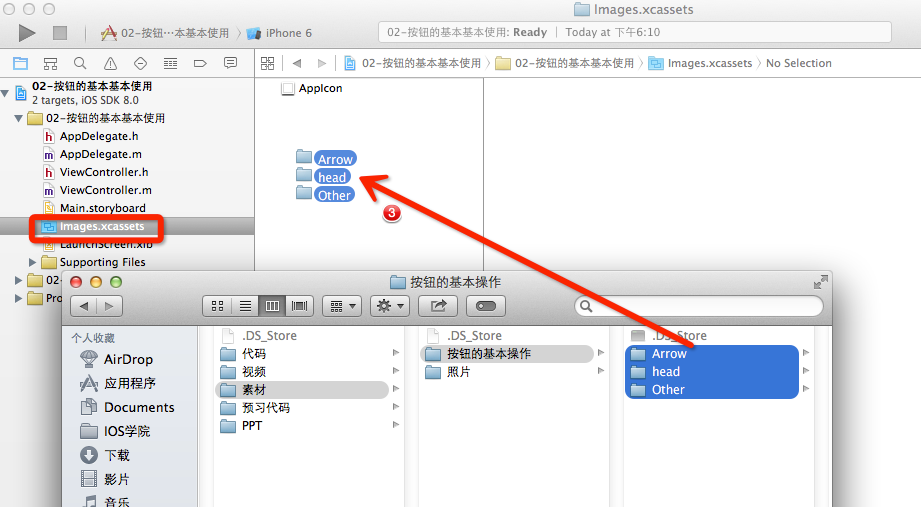 Images.xcassets
02-按钮…本基本使用 〉 iPhone 6
02-按钮的基本基本使用: Ready | Today at 下午6:10
02-按钮的基本基本使用 〉 02-按钮的基本基本使用 〉 Images.xcassets 〉 No Selection
02-按钮的基本基本使用
2 targets, iOS SDK 8.0
02-按钮的基本基本使用
AppDelegate.h
AppDelegate.m
ViewController.h
ViewController.m
Main.storyboard
Images.xcassets
LaunchScreen.xib
Supporting Files
02-
Pro
AppIcon
Arrow
head
Other
3
按钮的基本操作
个人收藏
AirDrop
应用程序
Documents
IOS学院
下载
影片
音乐
.DS_Store
代码
视频
素材
预习代码
PPT
.DS_Store
按钮的基本操作
照片
.DS_Store
Arrow
head
Other